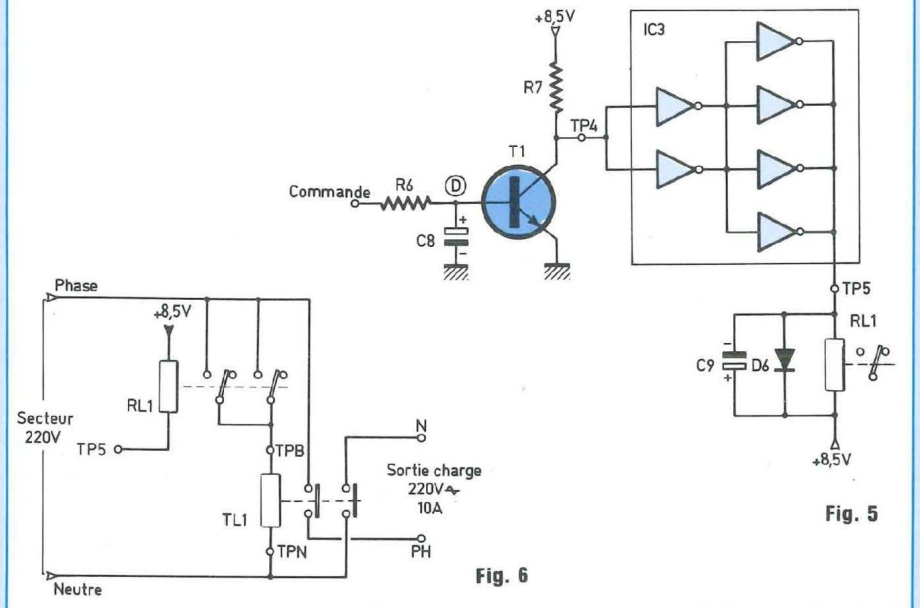 +8,5V
IC3
R7
TP4
T1
Commande
R6
D
+
C8
-
TP5
RL1
-
C9
D6
+
+8,5V
Fig. 5
Phase
+8,5V
RL1
Secteur
220V
TP5
TPB
N
Sortie charge
220V
10A
TL1
TPN
PH
Neutre
Fig. 6